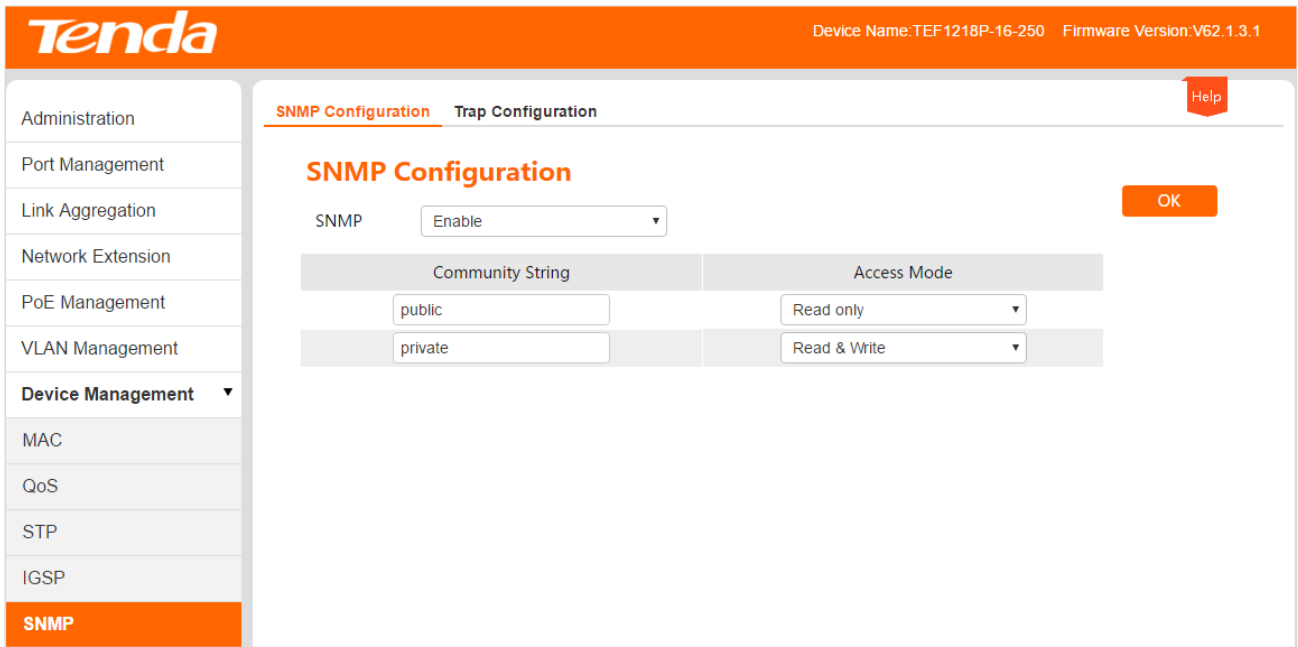 Tenda
Device Name:TEF1218P-16-250 Firmware Version:V62.1.3.1
Administration
Port Management
Link Aggregation
Network Extension
PoE Management
VLAN Management
Device Management
MAC
QoS
STP
IGSP
SNMP
SNMP Configuration Trap Configuration
Help
SNMP Configuration
OK
SNMP Enable
Community String Access Mode
public Read only
private Read & Write